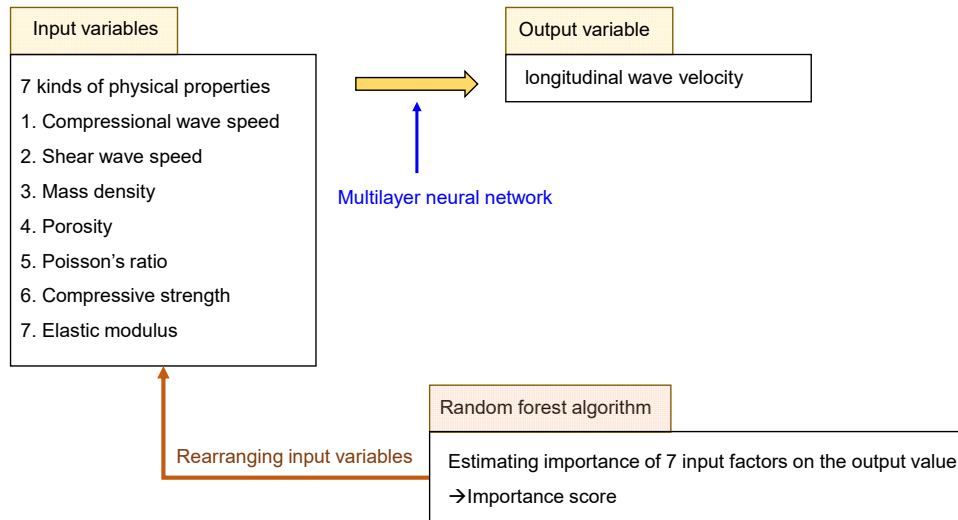 Input variables
7 kinds of physical properties
1. Compressional wave speed
2. Shear wave speed
3. Mass density
4. Porosity
5. Poisson’s ratio
6. Compressive strength
7. Elastic modulus
Output variable
longitudinal wave velocity
Multilayer neural network
Random forest algorithm
Rearranging input variables
Estimating importance of 7 input factors on the output value
→Importance score